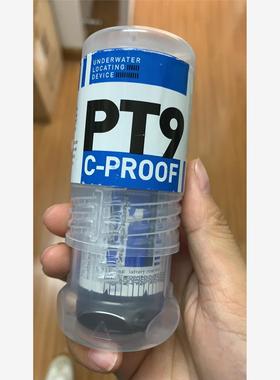 UNDERWATER
LOCATING
DEVICE
PT9
C-PROOF